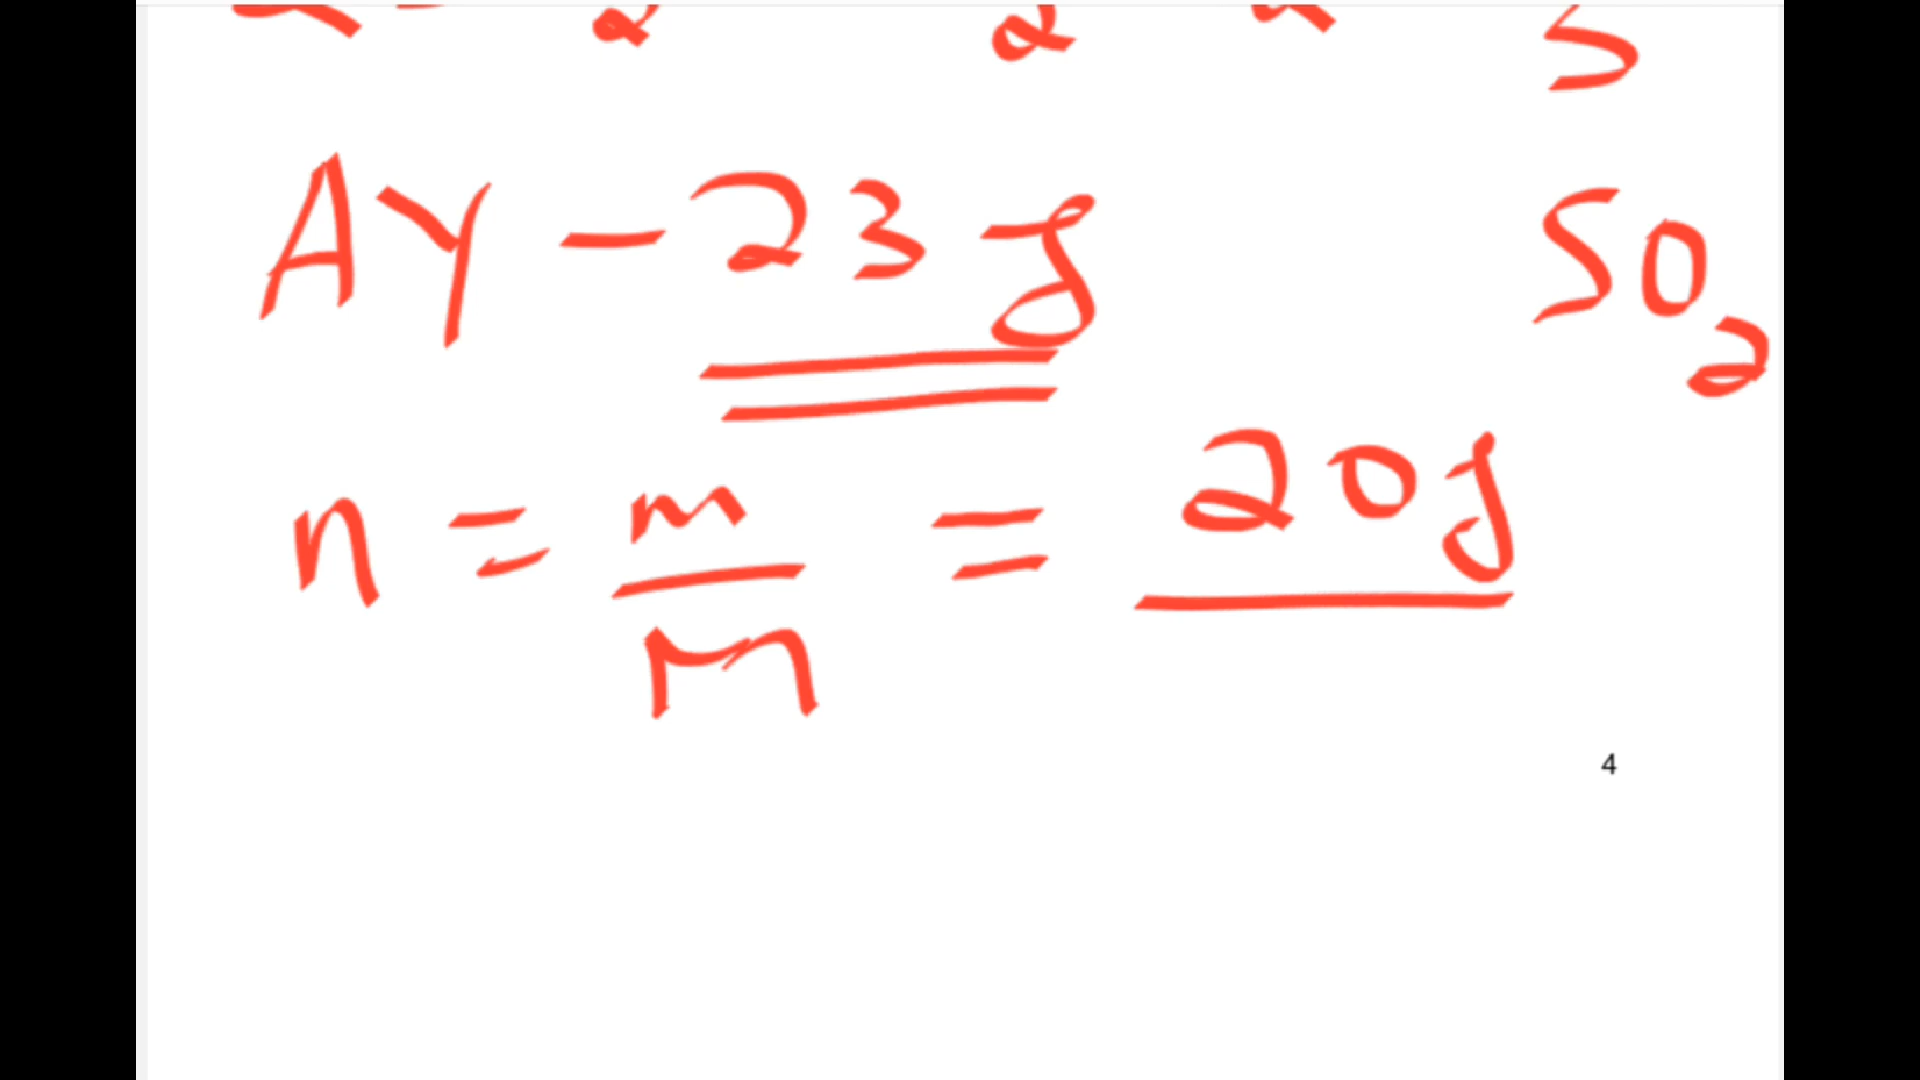 AY - 23g SO₂
n = m/M = 20g
4